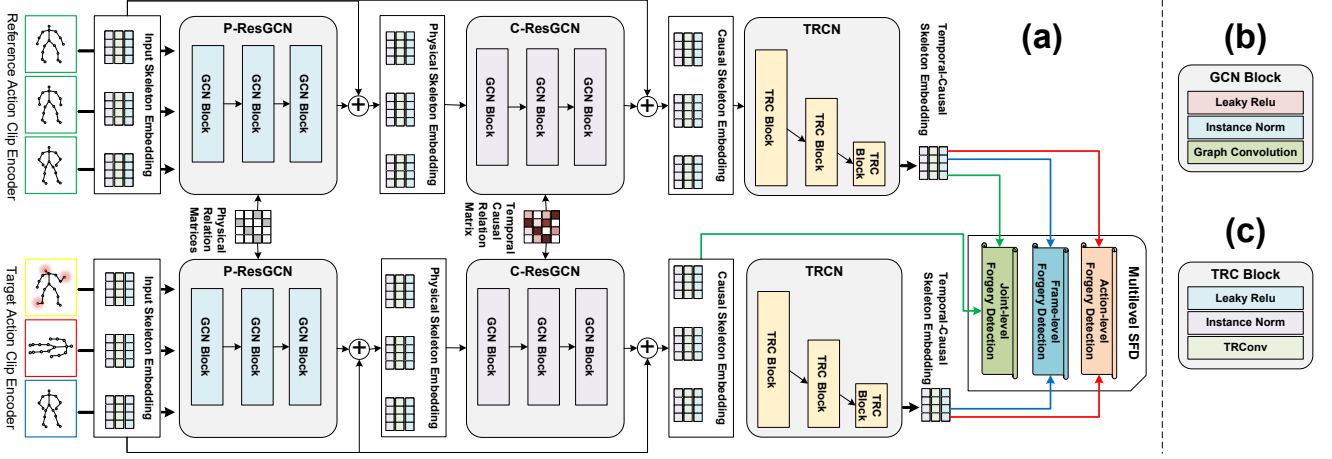 Reference Action Clip Encoder
Input Skeleton Embedding
P-ResGCN
GCN Block
GCN Block
GCN Block
Physical Skeleton Embedding
C-ResGCN
GCN Block
GCN Block
GCN Block
Causal Skeleton Embedding
TRCN
TRC Block
TRC Block
TRC
Block
Temporal-Causal
Skeleton Embedding
(a)
Physical
Relation
Matrices
Temporal
Causal
Relation
Matrix
Target Action Clip Encoder
Input Skeleton Embedding
P-ResGCN
GCN Block
GCN Block
GCN Block
Physical Skeleton Embedding
C-ResGCN
GCN Block
GCN Block
GCN Block
Causal Skeleton Embedding
TRCN
TRC Block
TRC Block
TRC
Block
Temporal-Causal
Skeleton Embedding
Joint-level
Forgery Detection
Frame-level
Forgery Detection
Action-level
Forgery Detection
Multilevel SFD
(b)
GCN Block
Leaky Relu
Instance Norm
Graph Convolution
(c)
TRC Block
Leaky Relu
Instance Norm
TRConv